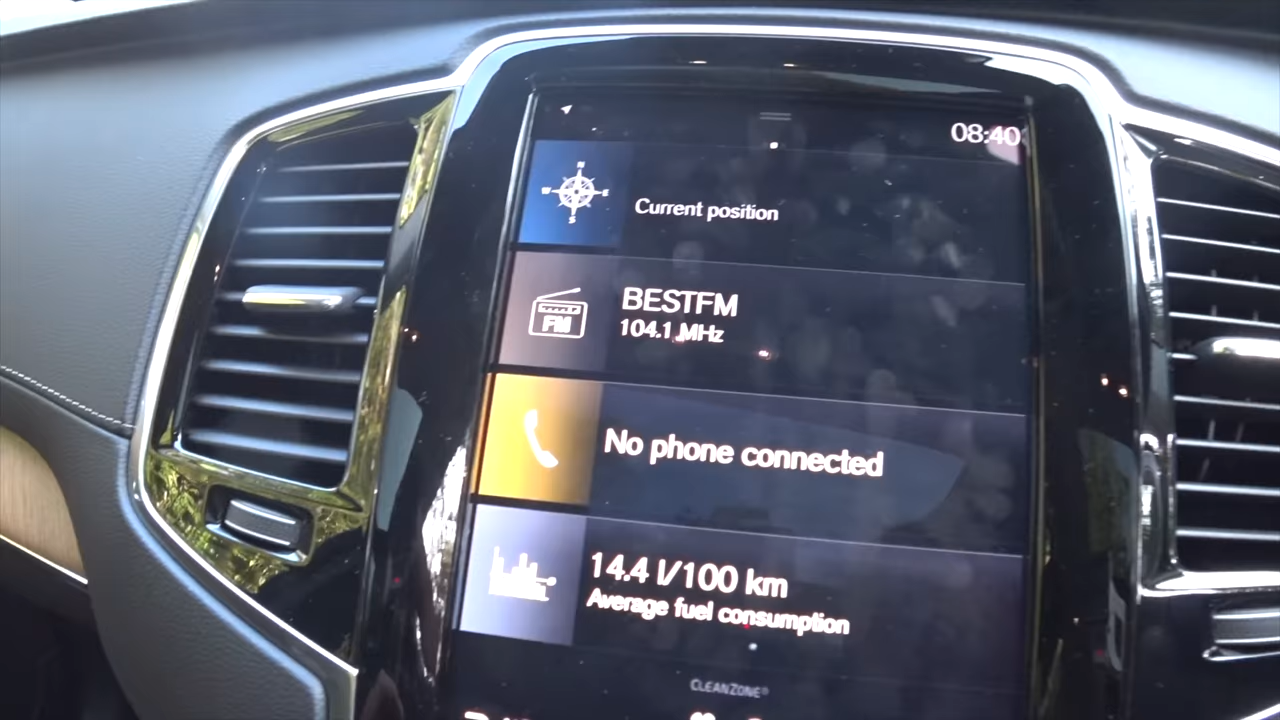 08:40
N
W E
S
Current position
BESTFM
104.1 MHz
FM
No phone connected
14.4 l/100 km
Average fuel consumption
CLEANZONE®